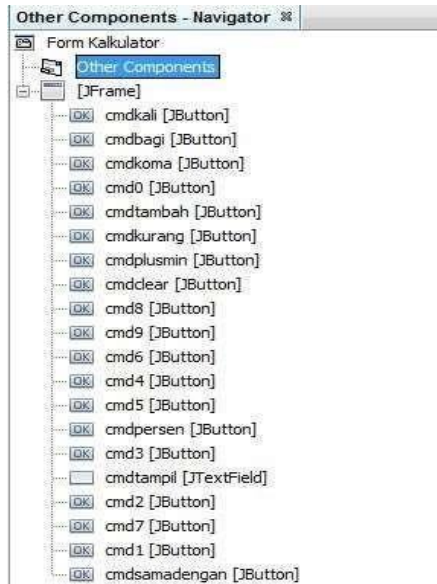 Other Components - Navigator
Form Kalkulator
Other Components
[JFrame]
OK cmdkali [JButton]
OK cmdbagi [JButton]
OK cmdkoma [JButton]
OK cmd0 [JButton]
OK cmdtambah [JButton]
OK cmdkurang [JButton]
OK cmdplusmin [JButton]
OK cmdclear [JButton]
OK cmd8 [JButton]
OK cmd9 [JButton]
OK cmd6 [JButton]
OK cmd4 [JButton]
OK cmd5 [JButton]
OK cmdpersen [JButton]
OK cmd3 [JButton]
cmdtampil [JTextField]
OK cmd2 [JButton]
OK cmd7 [JButton]
OK cmd1 [JButton]
OK cmdsamadengan [JButton]